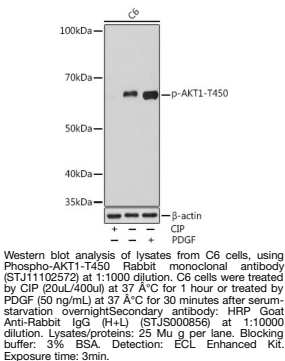 C6
100kDa
70kDa
p-AKT1-T450
50kDa
40kDa
35kDa
β-actin
+ − − CIP
− − + PDGF
Western blot analysis of lysates from C6 cells, using
Phospho-AKT1-T450 Rabbit monoclonal antibody
(STJ11102572) at 1:1000 dilution. C6 cells were treated
by CIP (20uL/400ul) at 37 Â°C for 1 hour or treated by
PDGF (50 ng/mL) at 37 Â°C for 30 minutes after serum-
starvation overnightSecondary antibody: HRP Goat
Anti-Rabbit IgG (H+L) (STJS000856) at 1:10000
dilution. Lysates/proteins: 25 Mu g per lane. Blocking
buffer: 3% BSA. Detection: ECL Enhanced Kit.
Exposure time: 3min.